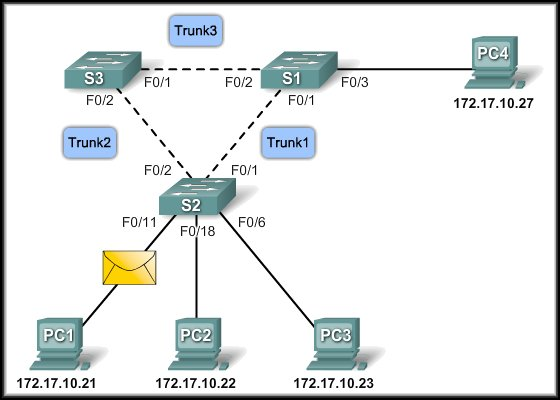 Trunk3
S3
F0/1
F0/2
S1
F0/3
PC4
F0/2
F0/1
172.17.10.27
Trunk2
Trunk1
F0/2
F0/1
S2
F0/11
F0/18
F0/6
PC1
PC2
PC3
172.17.10.21
172.17.10.22
172.17.10.23